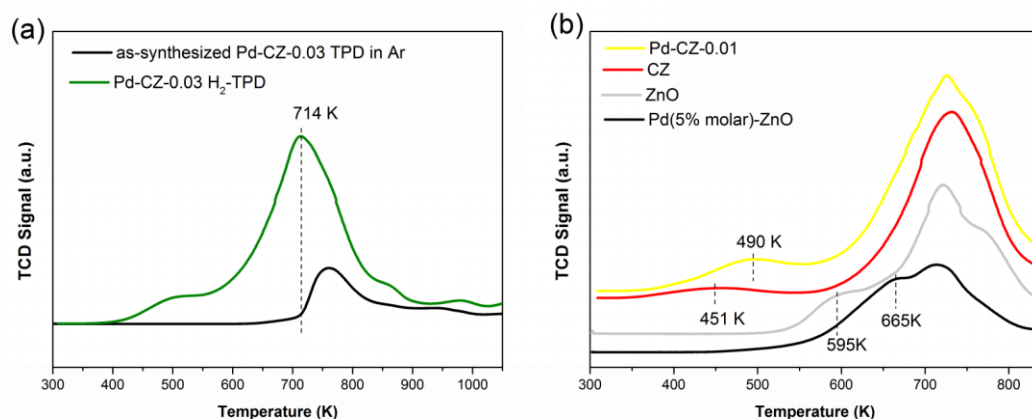 (a)
as-synthesized Pd-CZ-0.03 TPD in Ar
Pd-CZ-0.03 H₂-TPD
714 K
TCD Signal (a.u.)
300 400 500 600 700 800 900 1000
Temperature (K)
(b)
Pd-CZ-0.01
CZ
ZnO
Pd(5% molar)-ZnO
490 K
451 K
595K
665K
TCD Signal (a.u.)
300 400 500 600 700 800
Temperature (K)